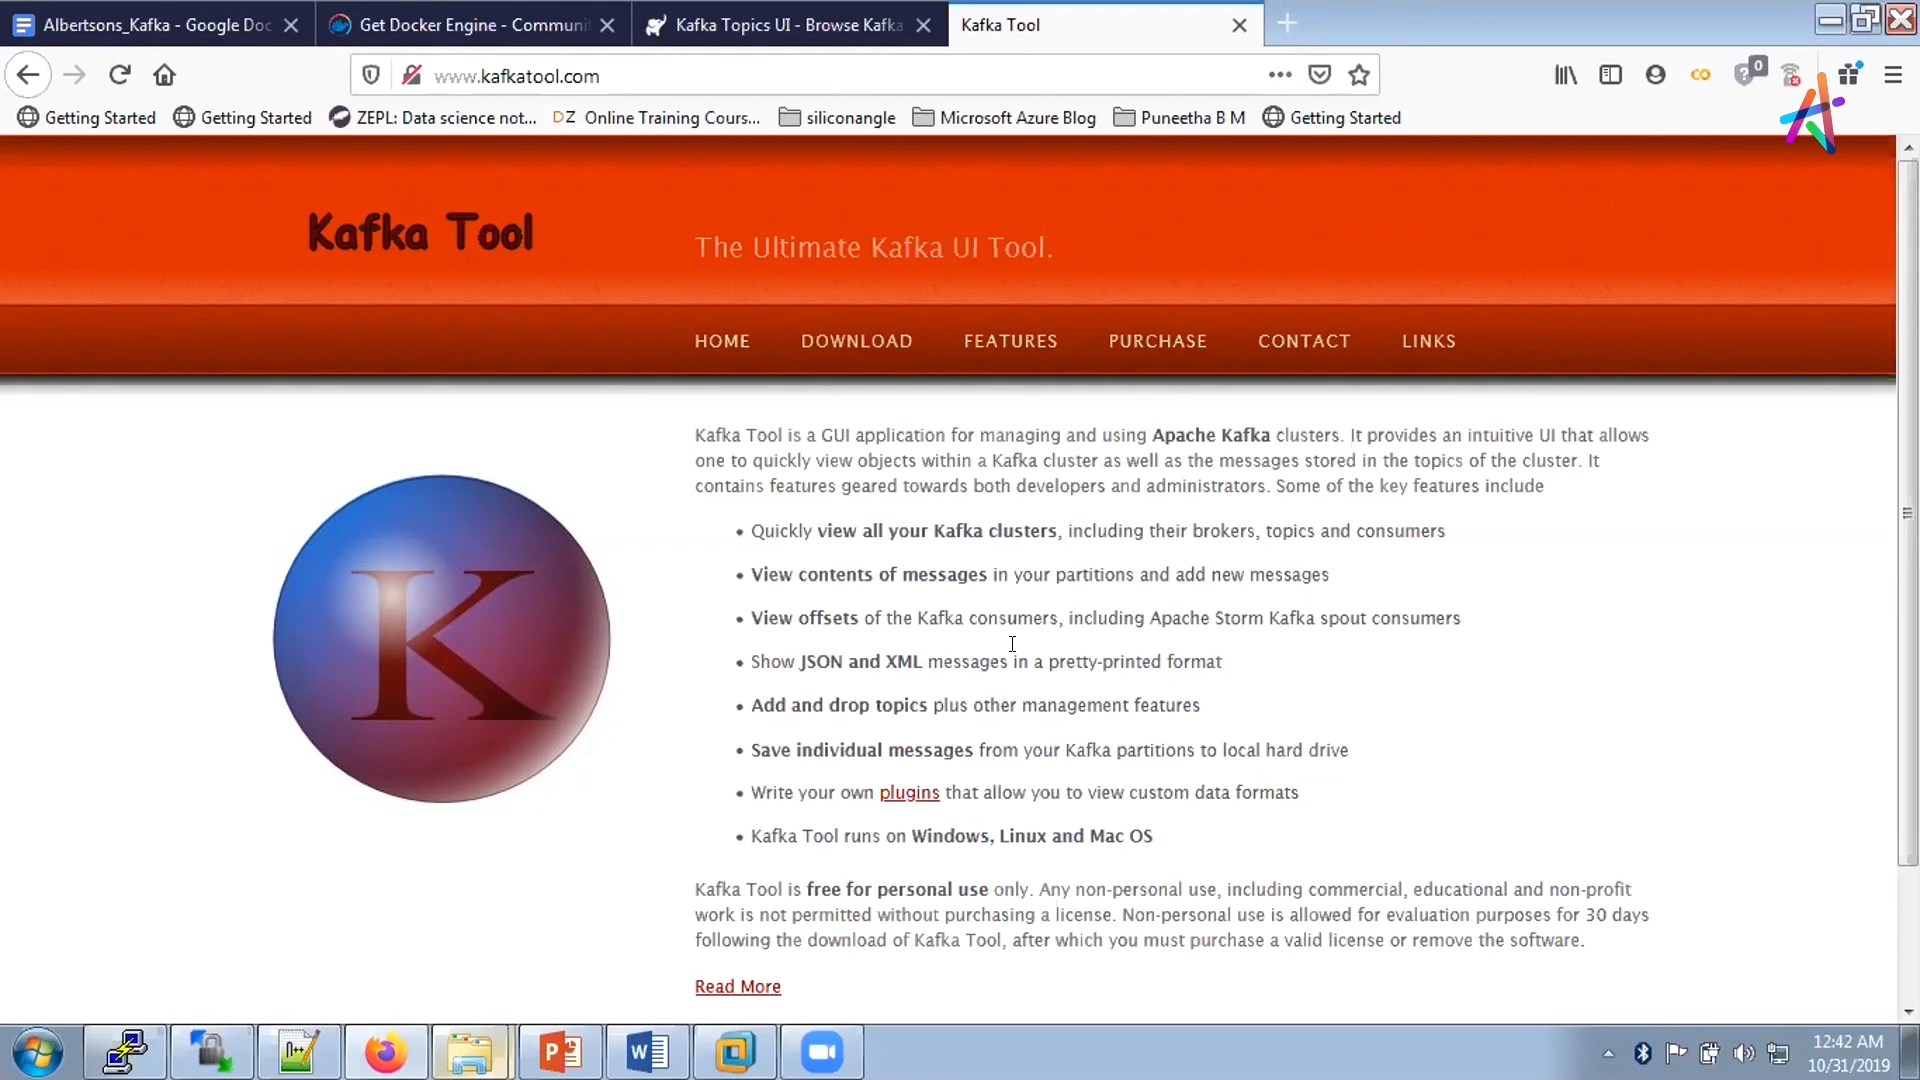 Albertsons_Kafka - Google Doc
Get Docker Engine - Communi
Kafka Topics UI - Browse Kafka
Kafka Tool
www.kafkatool.com
0
Getting Started
Getting Started
ZEPL: Data science not...
DZ Online Training Cours...
siliconangle
Microsoft Azure Blog
Puneetha B M
Getting Started
Kafka Tool
The Ultimate Kafka UI Tool.
HOME DOWNLOAD FEATURES PURCHASE CONTACT LINKS
Kafka Tool is a GUI application for managing and using Apache Kafka clusters. It provides an intuitive UI that allows
one to quickly view objects within a Kafka cluster as well as the messages stored in the topics of the cluster. It
contains features geared towards both developers and administrators. Some of the key features include
• Quickly view all your Kafka clusters, including their brokers, topics and consumers
• View contents of messages in your partitions and add new messages
• View offsets of the Kafka consumers, including Apache Storm Kafka spout consumers
• Show JSON and XML messages in a pretty-printed format
• Add and drop topics plus other management features
• Save individual messages from your Kafka partitions to local hard drive
• Write your own plugins that allow you to view custom data formats
• Kafka Tool runs on Windows, Linux and Mac OS
K
Kafka Tool is free for personal use only. Any non-personal use, including commercial, educational and non-profit
work is not permitted without purchasing a license. Non-personal use is allowed for evaluation purposes for 30 days
following the download of Kafka Tool, after which you must purchase a valid license or remove the software.
Read More
12:42 AM
10/31/2019